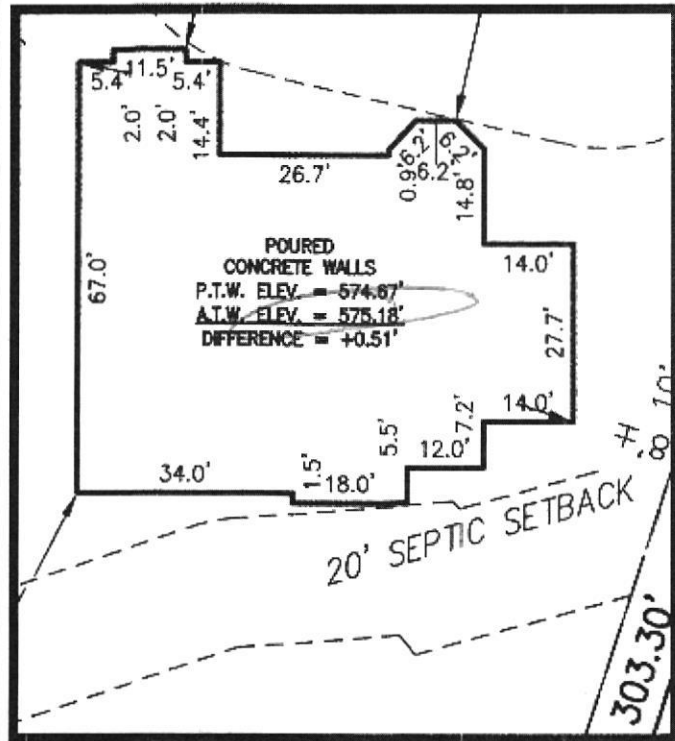 11.5'
5.4' 5.4'
2.0' 2.0' 14.4'
26.7'
0.9' 6.2' 6.2' 6.2' 14.8'
POURED
CONCRETE WALLS
P.T.W. ELEV. = 574.67'
A.T.W. ELEV. = 575.18'
DIFFERENCE = +0.51'
67.0'
14.0'
27.7'
14.0'
7.2'
12.0'
5.5'
34.0'
1.5'
18.0'
20' SEPTIC SETBACK
303.30'